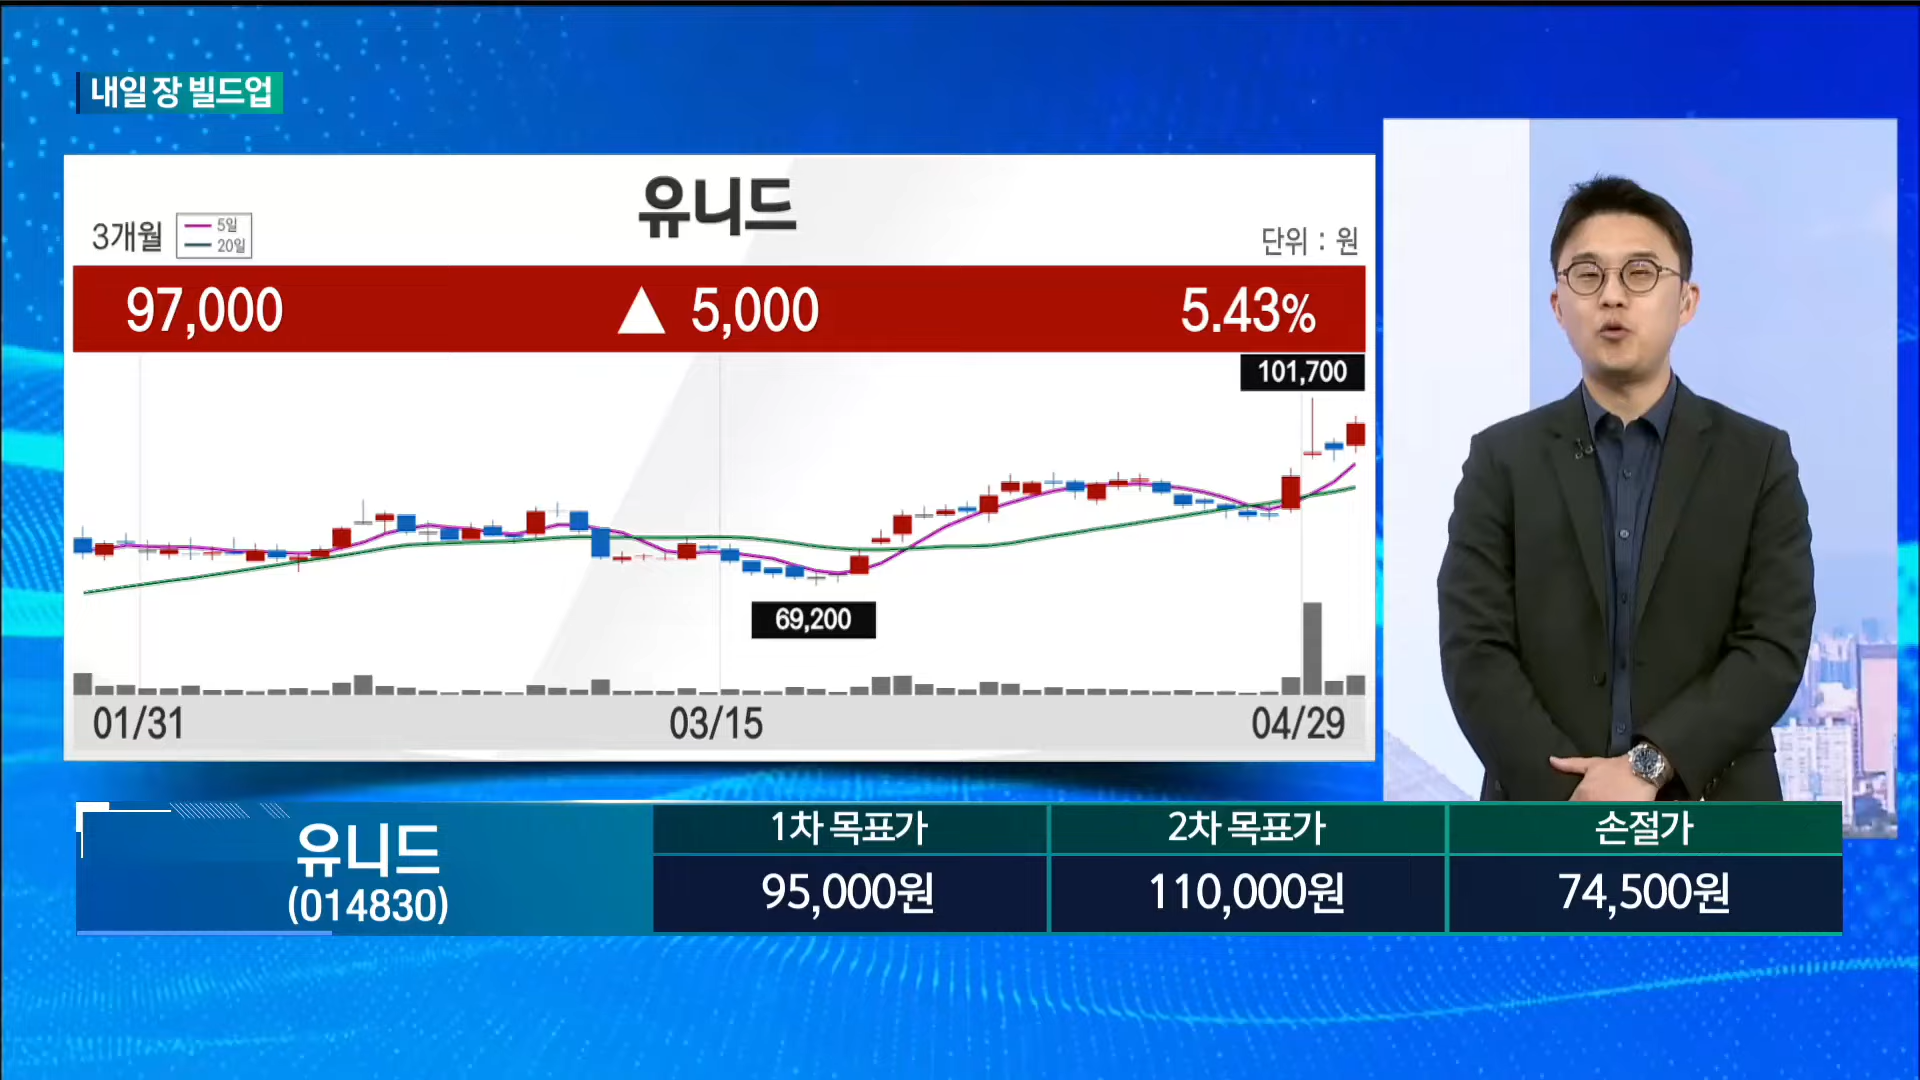 내일 장 빌드업
유니드
3개월
5일
20일
단위 : 원
97,000 ▲ 5,000 5.43%
101,700
69,200
01/31 03/15 04/29
유니드
(014830)
1차 목표가 2차 목표가 손절가
95,000원 110,000원 74,500원